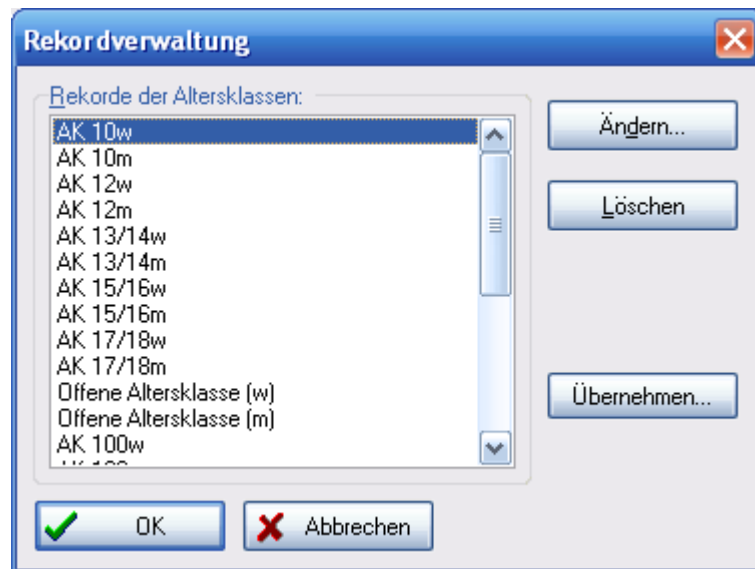 Rekordverwaltung
Rekorde der Altersklassen:
AK 10w
AK 10m
AK 12w
AK 12m
AK 13/14w
AK 13/14m
AK 15/16w
AK 15/16m
AK 17/18w
AK 17/18m
Offene Altersklasse (w)
Offene Altersklasse (m)
AK 100w
Ändern...
Löschen
Übernehmen...
OK
Abbrechen